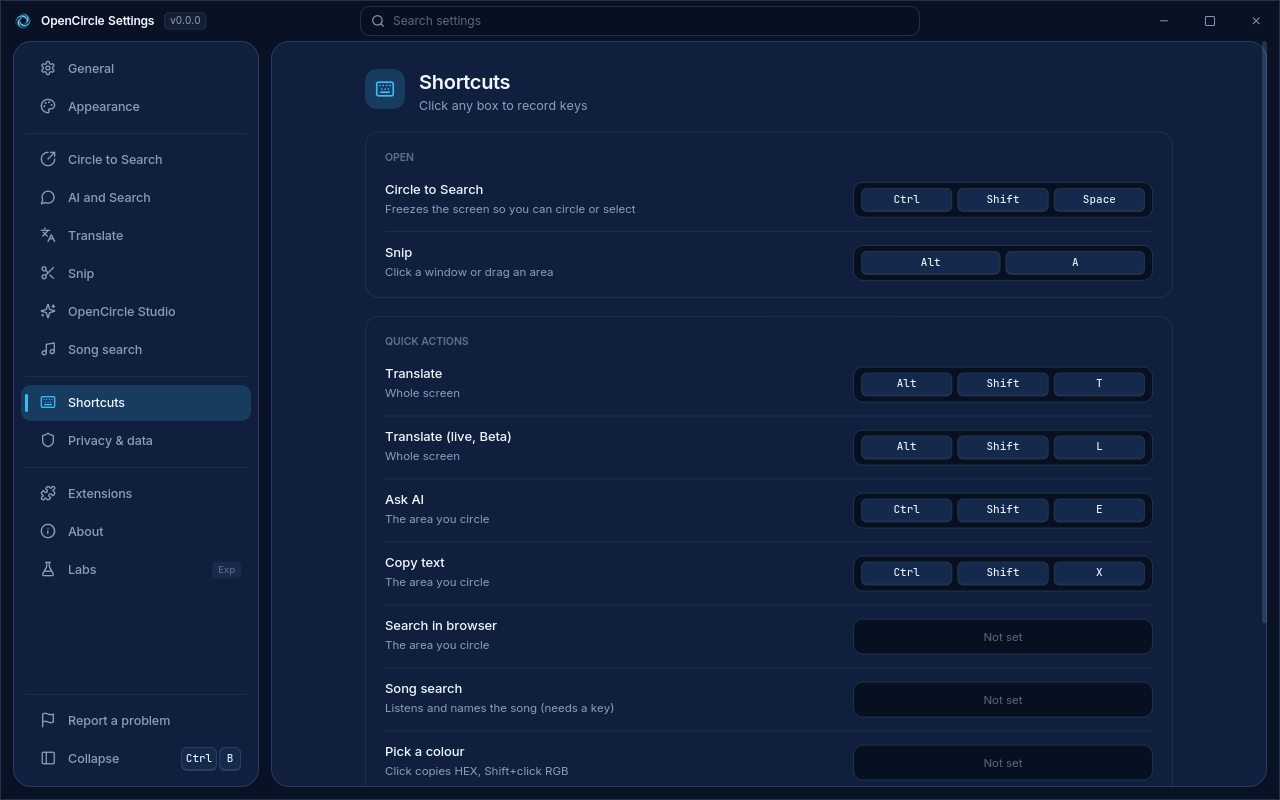 OpenCircle Settings v0.0.0
Search settings
General
Appearance
Circle to Search
AI and Search
Translate
Snip
OpenCircle Studio
Song search
Shortcuts
Privacy & data
Extensions
About
Labs Exp
Report a problem
Collapse Ctrl B
Shortcuts
Click any box to record keys
OPEN
Circle to Search
Freezes the screen so you can circle or select
Ctrl Shift Space
Snip
Click a window or drag an area
Alt A
QUICK ACTIONS
Translate
Whole screen
Alt Shift T
Translate (live, Beta)
Whole screen
Alt Shift L
Ask AI
The area you circle
Ctrl Shift E
Copy text
The area you circle
Ctrl Shift X
Search in browser
The area you circle
Not set
Song search
Listens and names the song (needs a key)
Not set
Pick a colour
Click copies HEX, Shift+click RGB
Not set